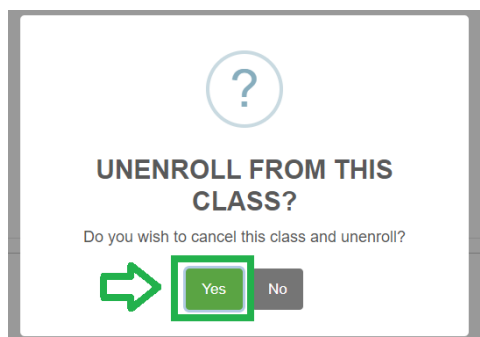 ?
UNENROLL FROM THIS
CLASS?
Do you wish to cancel this class and unenroll?
Yes No